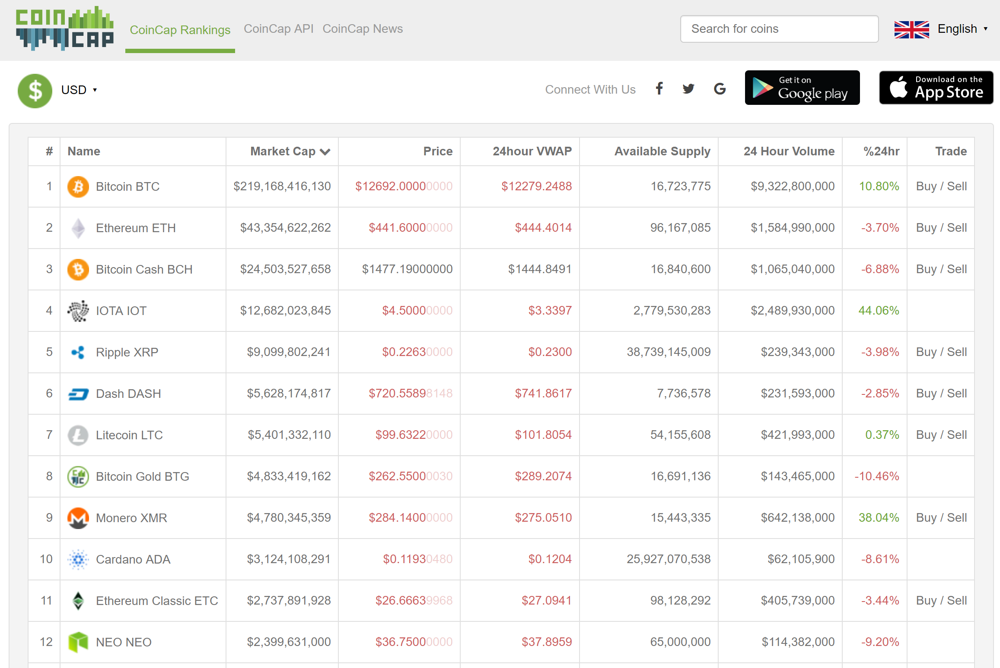 COIN CAP
CoinCap Rankings CoinCap API CoinCap News Search for coins English
USD Connect With Us Get it on Google play Download on the App Store
# Name Market Cap Price 24hour VWAP Available Supply 24 Hour Volume %24hr Trade
1 Bitcoin BTC $219,168,416,130 $12692.00000000 $12279.2488 16,723,775 $9,322,800,000 10.80% Buy / Sell
2 Ethereum ETH $43,354,622,262 $441.60000000 $444.4014 96,167,085 $1,584,990,000 -3.70% Buy / Sell
3 Bitcoin Cash BCH $24,503,527,658 $1477.19000000 $1444.8491 16,840,600 $1,065,040,000 -6.88% Buy / Sell
4 IOTA IOT $12,682,023,845 $4.50000000 $3.3397 2,779,530,283 $2,489,930,000 44.06%
5 Ripple XRP $9,099,802,241 $0.22630000 $0.2300 38,739,145,009 $239,343,000 -3.98% Buy / Sell
6 Dash DASH $5,628,174,817 $720.55898148 $741.8617 7,736,578 $231,593,000 -2.85% Buy / Sell
7 Litecoin LTC $5,401,332,110 $99.63220000 $101.8054 54,155,608 $421,993,000 0.37% Buy / Sell
8 Bitcoin Gold BTG $4,833,419,162 $262.55000030 $289.2074 16,691,136 $143,465,000 -10.46%
9 Monero XMR $4,780,345,359 $284.14000000 $275.0510 15,443,335 $642,138,000 38.04% Buy / Sell
10 Cardano ADA $3,124,108,291 $0.11930480 $0.1204 25,927,070,538 $62,105,900 -8.61%
11 Ethereum Classic ETC $2,737,891,928 $26.66639968 $27.0941 98,128,292 $405,739,000 -3.44% Buy / Sell
12 NEO NEO $2,399,631,000 $36.75000000 $37.8959 65,000,000 $114,382,000 -9.20%